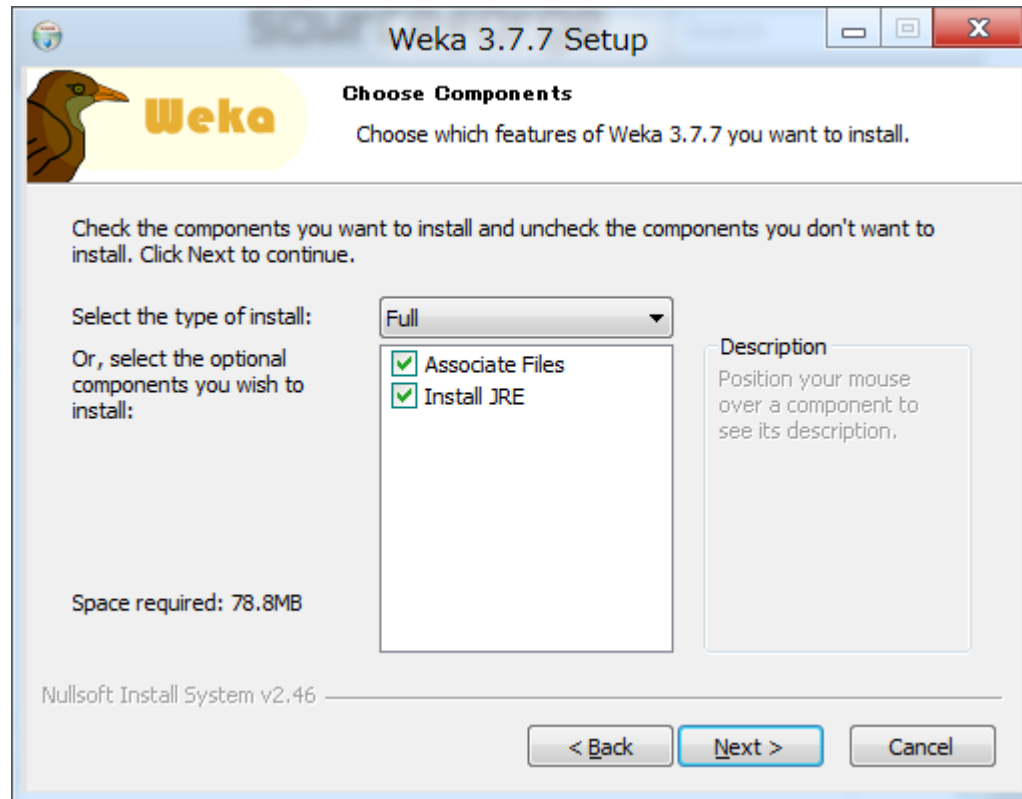 Weka 3.7.7 Setup
Weka
Choose Components
Choose which features of Weka 3.7.7 you want to install.
Check the components you want to install and uncheck the components you don't want to
install. Click Next to continue.
Select the type of install:
Full
Or, select the optional
components you wish to
install:
Associate Files
Install JRE
Description
Position your mouse
over a component to
see its description.
Space required: 78.8MB
Nullsoft Install System v2.46
< Back
Next >
Cancel